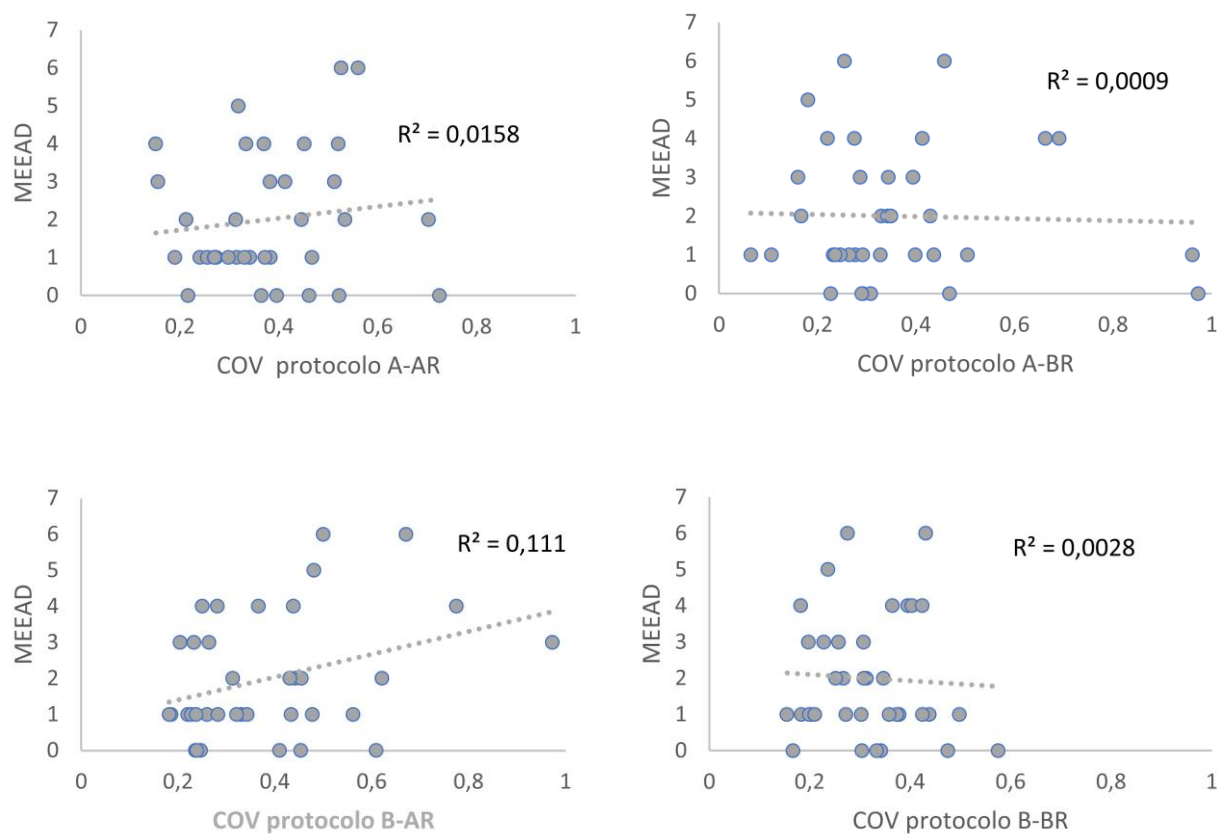 7
6
5
4
3
2
1
0
MEEAD
R² = 0,0158
0 0,2 0,4 0,6 0,8 1
COV protocolo A-AR
7
6
5
4
3
2
1
0
MEEAD
R² = 0,0009
0 0,2 0,4 0,6 0,8 1
COV protocolo A-BR
7
6
5
4
3
2
1
0
MEEAD
R² = 0,111
0 0,2 0,4 0,6 0,8 1
COV protocolo B-AR
7
6
5
4
3
2
1
0
MEEAD
R² = 0,0028
0 0,2 0,4 0,6 0,8 1
COV protocolo B-BR